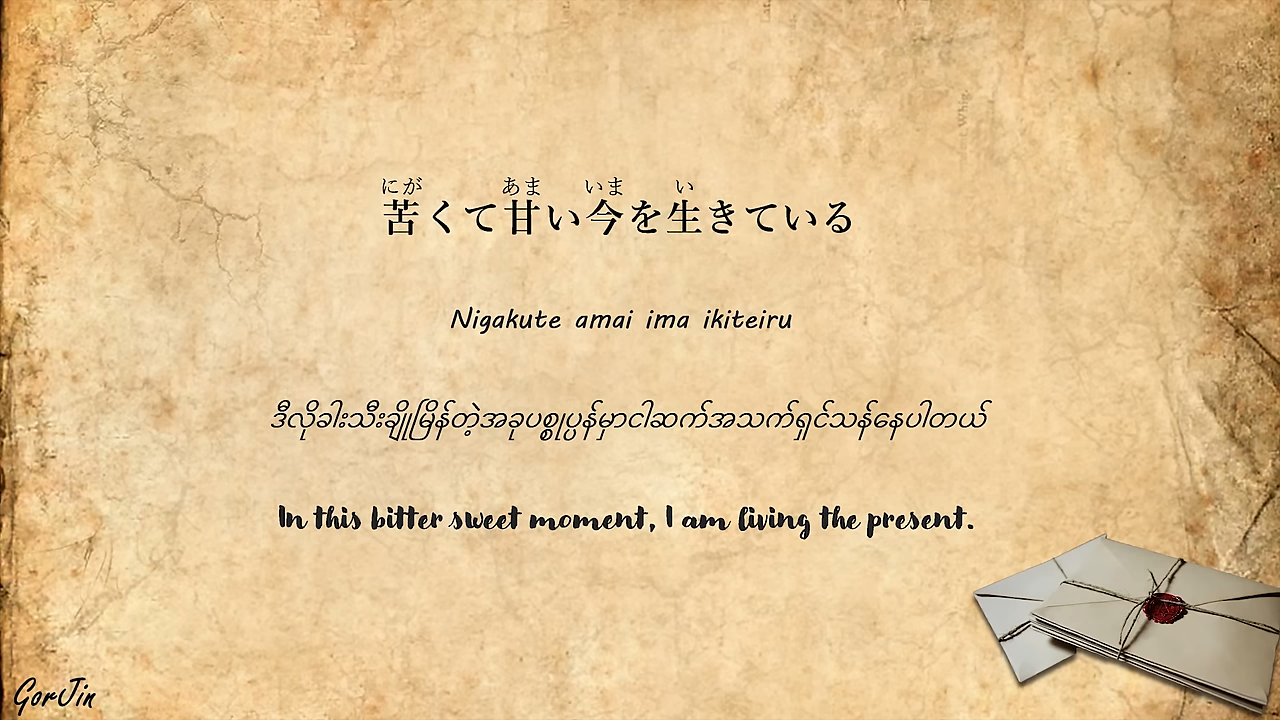 にが あま いま い
苦くて甘い今を生きている
Nigakute amai ima ikiteiru
ဒီလိုခါးသီးချိုမြိန်တဲ့အခုပစ္စုပ္ပန်မှာငါဆက်အသက်ရှင်သန်နေပါတယ်
In this bitter sweet moment, I am living the present.
GorJin